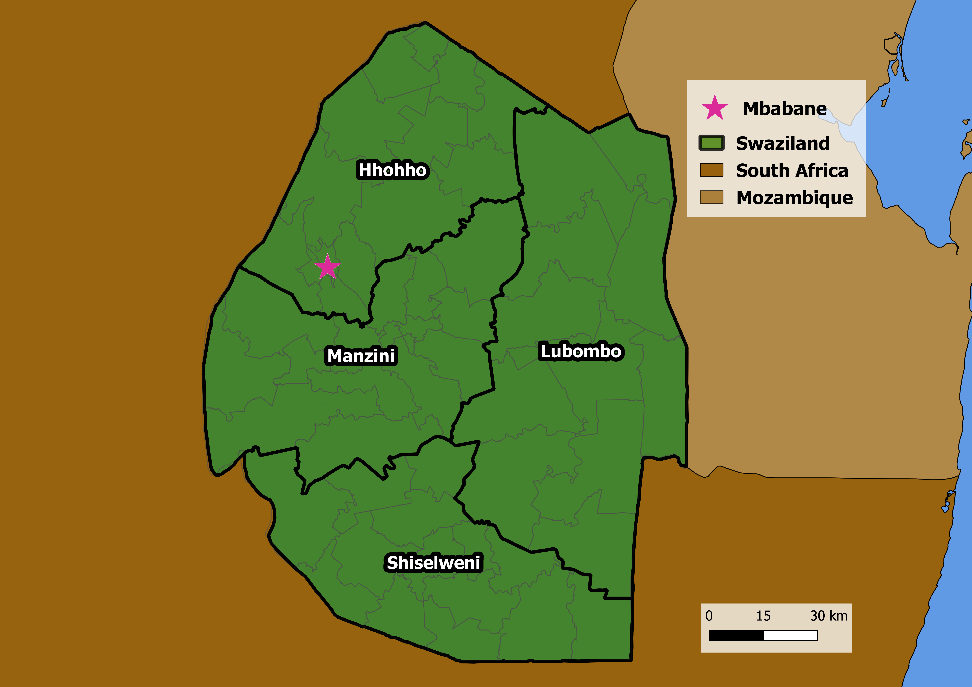 Mbabane
Swaziland
South Africa
Mozambique
Hhohho
Manzini
Lubombo
Shiselweni
0 15 30 km